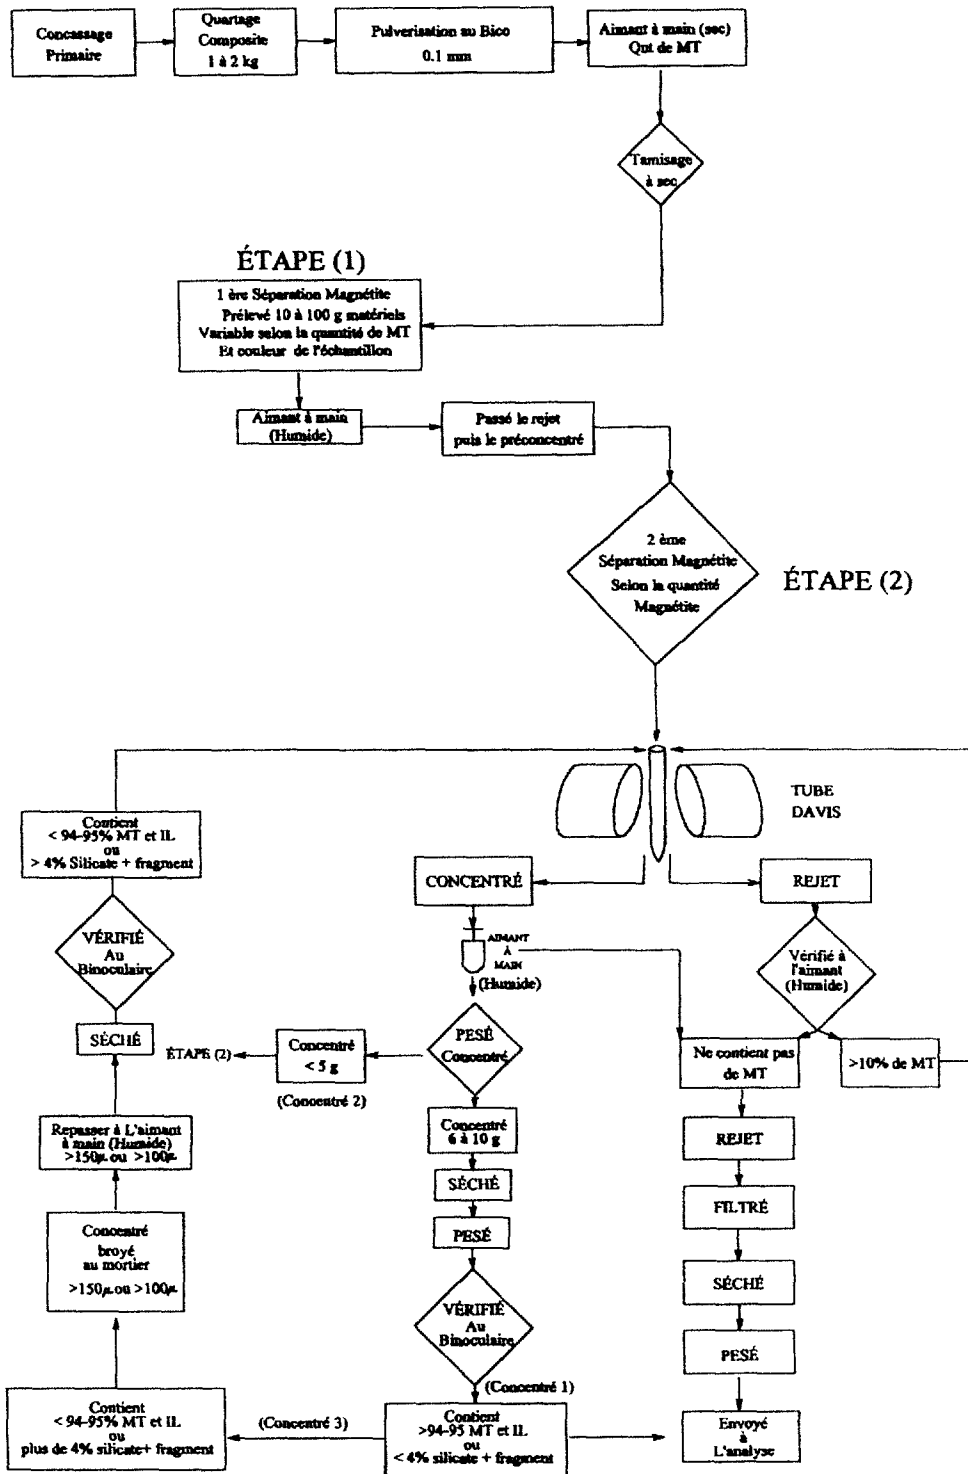 Concassage
Primaire
Quartage
Composite
1 à 2 kg
Pulverisation au Bico
0.1 mm
Aimant à main (sec)
Qnt de MT
Tamisage
à sec
ÉTAPE (1)
1 ère Séparation Magnétite
Prélevé 10 à 100 g matériels
Variable selon la quantité de MT
Et couleur de l'échantillon
Aimant à main
(Humide)
Passé le rejet
puis le préconcentré
2 ème
Séparation Magnétite
Selon la quantité
Magnétite
ÉTAPE (2)
TUBE
DAVIS
Contient
< 94-95% MT et IL
ou
> 4% Silicate + fragment
VÉRIFIÉ
Au
Binoculaire
SÉCHÉ
Repasser à L'aimant
à main (Humide)
>150μ ou >100μ
Concentré
broyé
au mortier
>150μ ou >100μ
Contient
< 94-95% MT et IL
ou
plus de 4% silicate+ fragment
CONCENTRÉ
AIMANT
À
MAIN
(Humide)
PESÉ
Concentré
Concentré
< 5 g
ÉTAPE (2)
(Concentré 2)
Concentré
6 à 10 g
SÉCHÉ
PESÉ
VÉRIFIÉ
Au
Binoculaire
(Concentré 1)
(Concentré 3)
Contient
>94-95 MT et IL
ou
< 4% silicate + fragment
REJET
Vérifié à
l'aimant
(Humide)
Ne contient pas
de MT
>10% de MT
REJET
FILTRÉ
SÉCHÉ
PESÉ
Envoyé
à
L'analyse